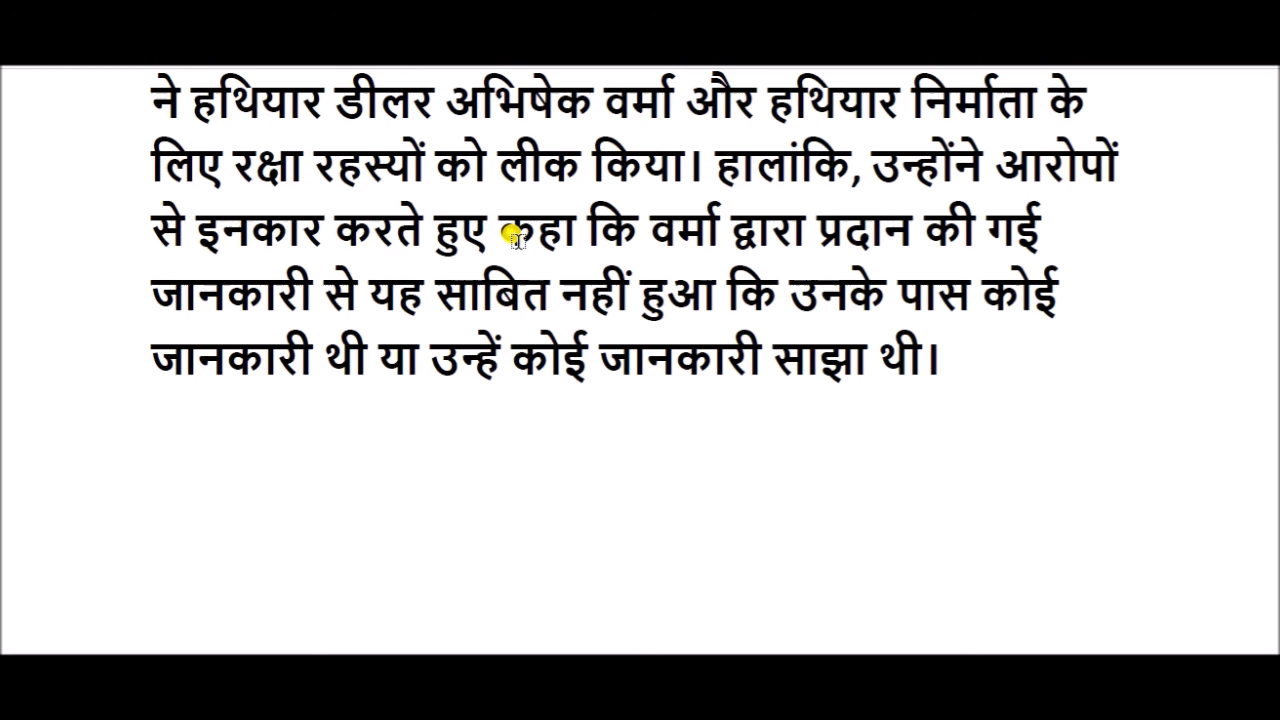 ने हथियार डीलर अभिषेक वर्मा और हथियार निर्माता के
लिए रक्षा रहस्यों को लीक किया। हालांकि, उन्होंने आरोपों
से इनकार करते हुए कहा कि वर्मा द्वारा प्रदान की गई
जानकारी से यह साबित नहीं हुआ कि उनके पास कोई
जानकारी थी या उन्हें कोई जानकारी साझा थी।